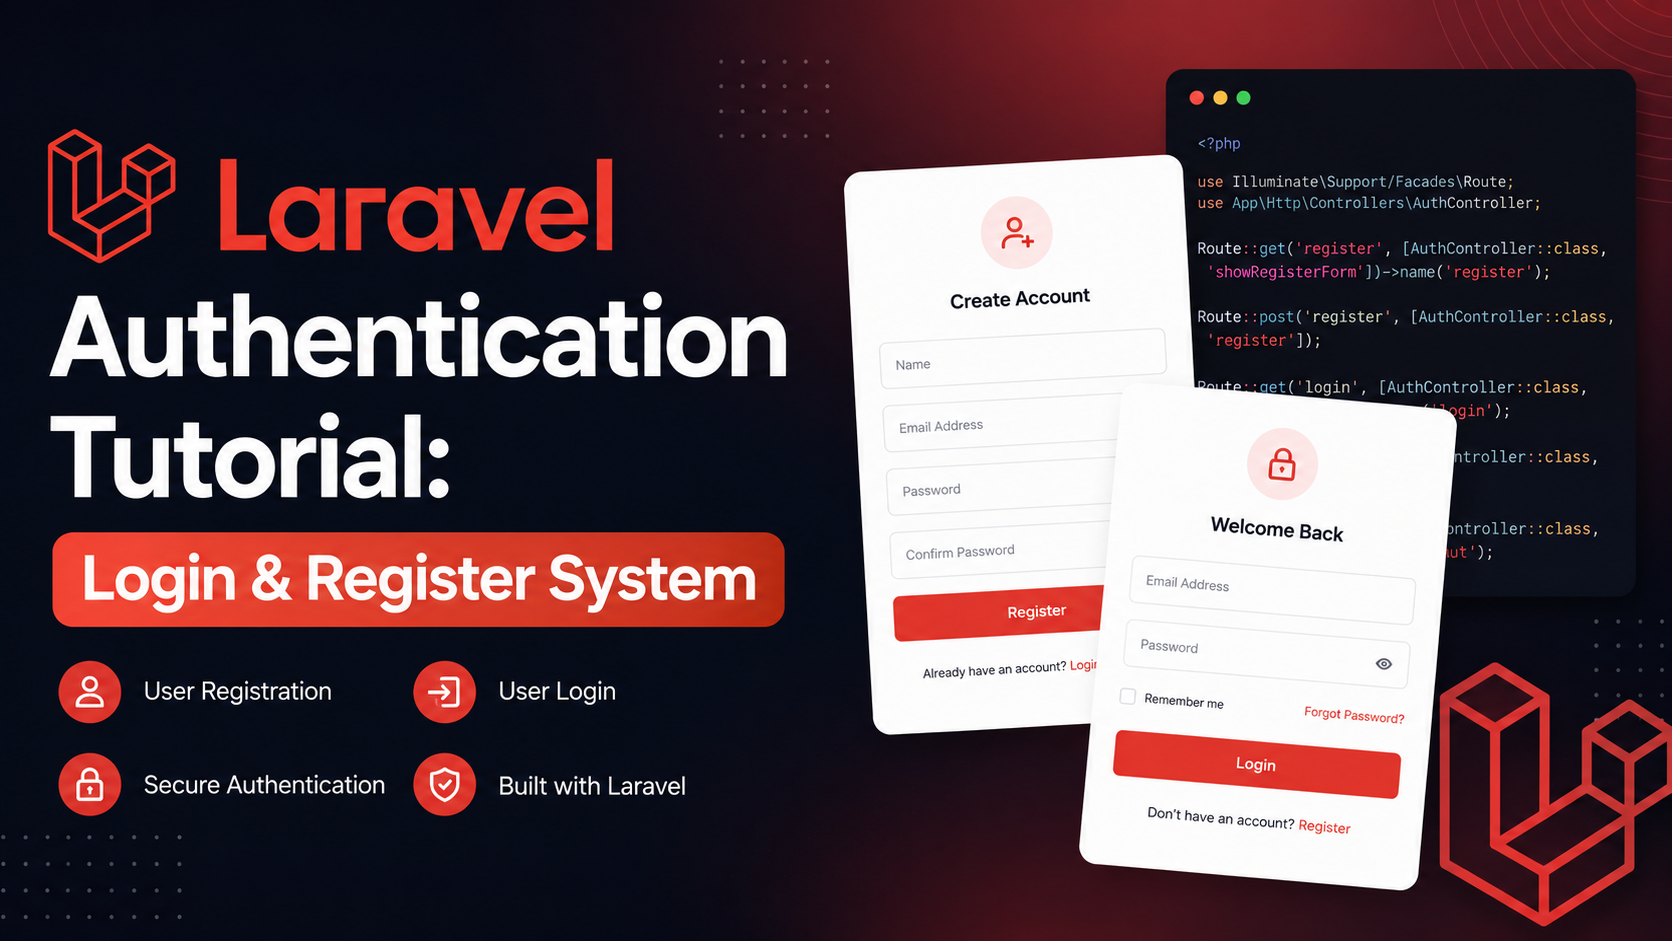 Laravel
Authentication
Tutorial:
Login & Register System
User Registration
User Login
Secure Authentication
Built with Laravel
Create Account
Name
Email Address
Password
Confirm Password
Register
Already have an account? Login
<?php
use Illuminate\Support/Facades\Route;
use App\Http\Controllers\AuthController;
Route::get('register', [AuthController::class,
'showRegisterForm'])->name('register');
Route::post('register', [AuthController::class,
'register']);
Route::get('login', [AuthController::class,
'login');
ntroller::class,
ontroller::class,
ut');
Welcome Back
Email Address
Password
Remember me
Forgot Password?
Login
Don't have an account? Register